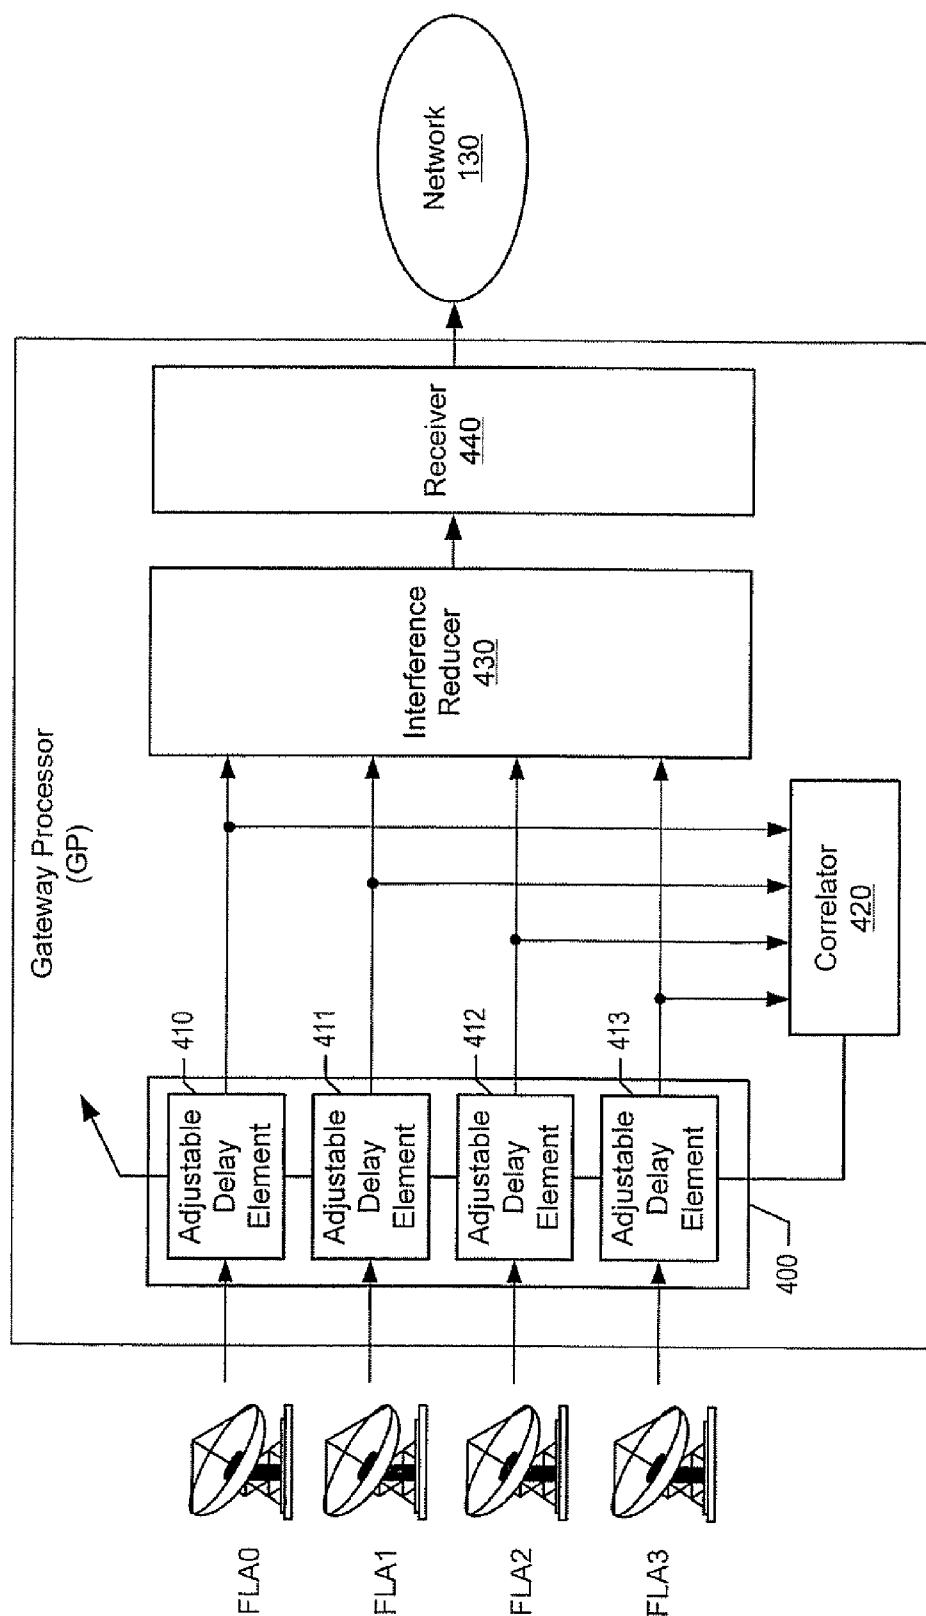 Gateway Processor
(GP)
FLA0
FLA1
FLA2
FLA3
410
Adjustable
Delay
Element
411
Adjustable
Delay
Element
412
Adjustable
Delay
Element
413
Adjustable
Delay
Element
400
Correlator
420
Interference
Reducer
430
Receiver
440
Network
130